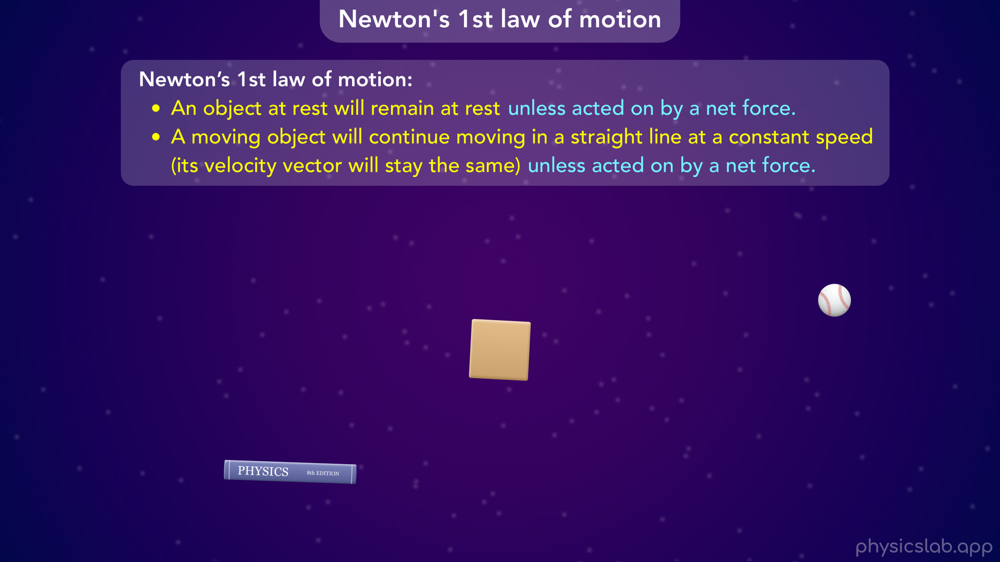 Newton's 1st law of motion
Newton’s 1st law of motion:
• An object at rest will remain at rest unless acted on by a net force.
• A moving object will continue moving in a straight line at a constant speed
(its velocity vector will stay the same) unless acted on by a net force.
PHYSICS 8th EDITION
physicslab.app